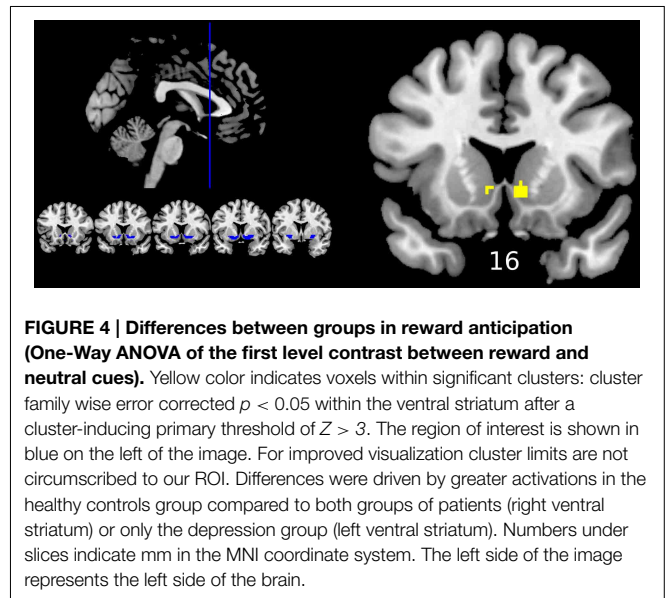 16
FIGURE 4 | Differences between groups in reward anticipation
(One-Way ANOVA of the first level contrast between reward and
neutral cues). Yellow color indicates voxels within significant clusters: cluster
family wise error corrected p < 0.05 within the ventral striatum after a
cluster-inducing primary threshold of Z > 3. The region of interest is shown in
blue on the left of the image. For improved visualization cluster limits are not
circumscribed to our ROI. Differences were driven by greater activations in the
healthy controls group compared to both groups of patients (right ventral
striatum) or only the depression group (left ventral striatum). Numbers under
slices indicate mm in the MNI coordinate system. The left side of the image
represents the left side of the brain.